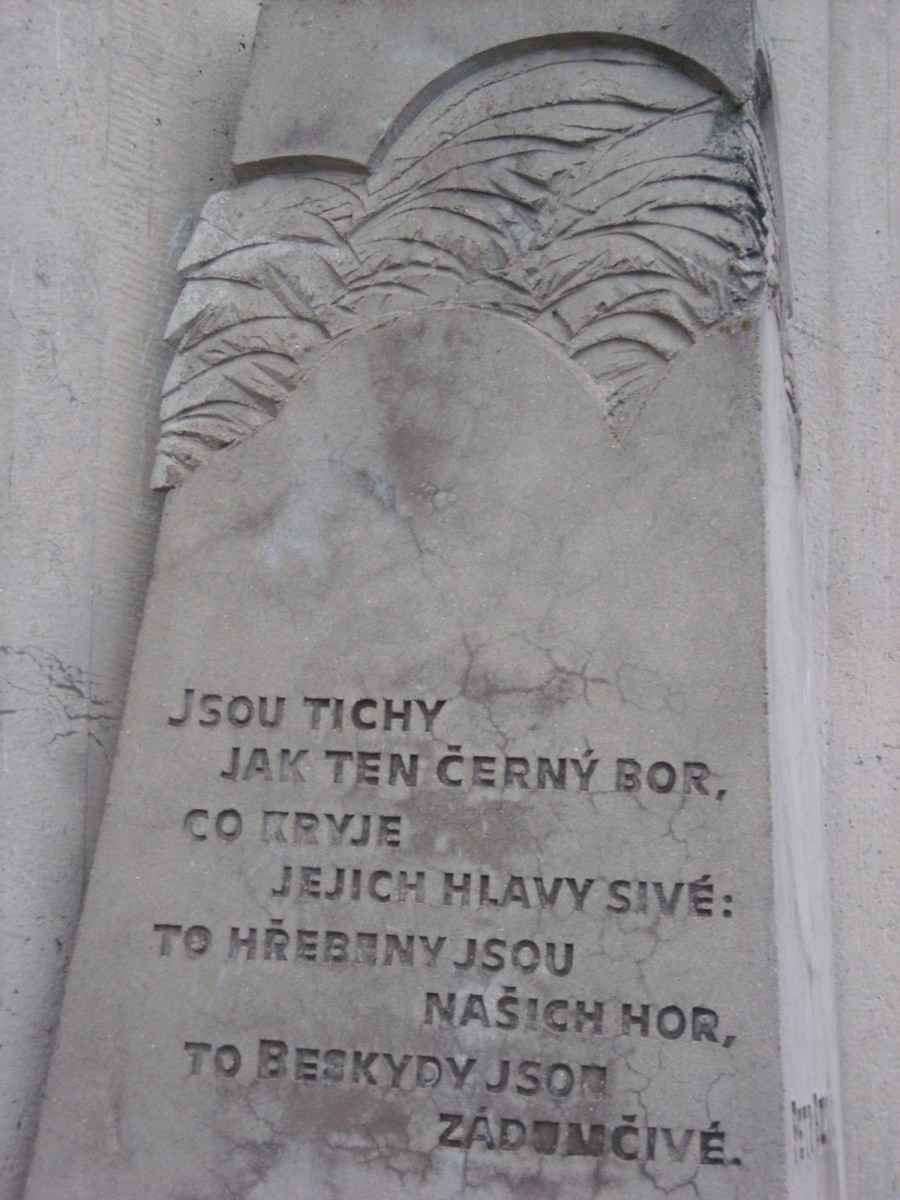 JSOU TICHY
JAK TEN ČERNÝ BOR,
CO KRYJE
JEJICH HLAVY SIVÉ:
TO HŘEBENY JSOU
NAŠICH HOR,
TO BESKYDY JSOU
ZÁDUMČIVÉ.